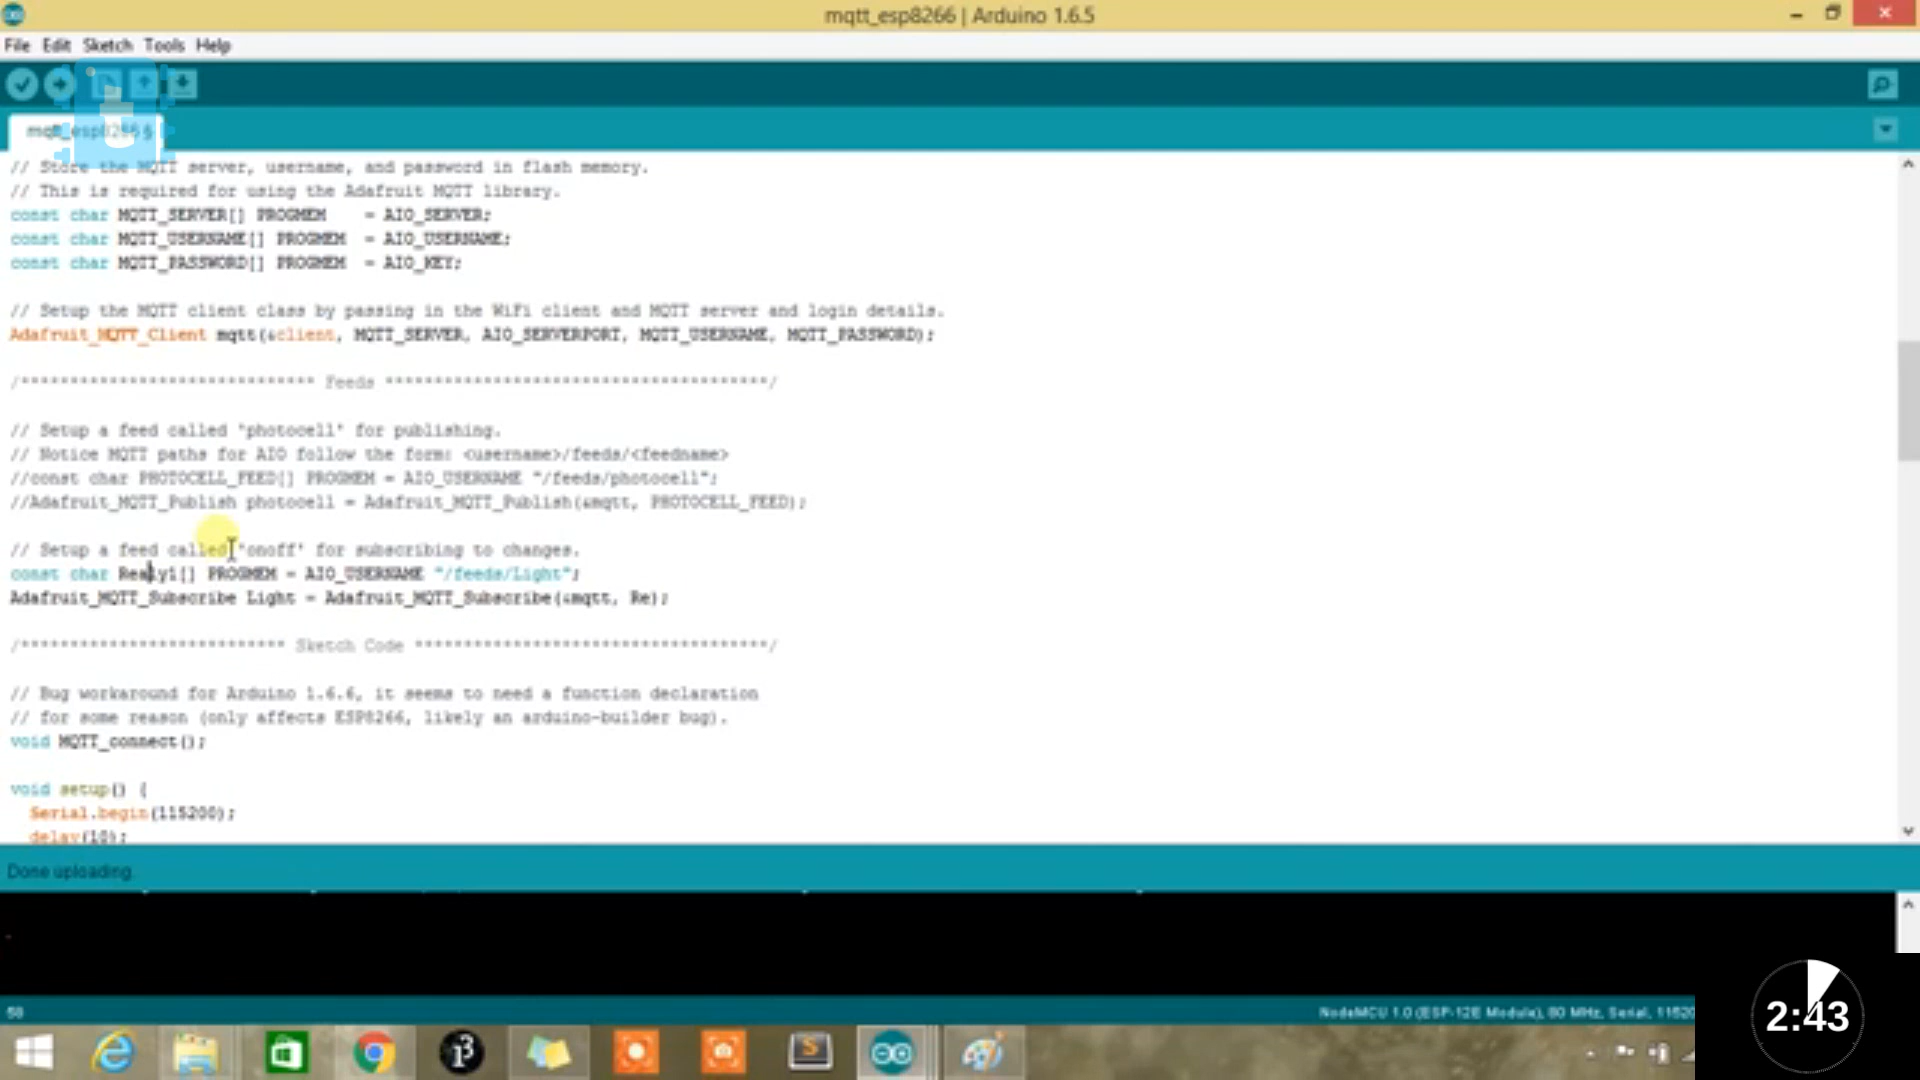 mqtt_esp8266 | Arduino 1.6.5
File Edit Sketch Tools Help
mqtt_esp8266 §
// Store the MQTT server, username, and password in flash memory.
// This is required for using the Adafruit MQTT library.
const char MQTT_SERVER[] PROGMEM = AIO_SERVER;
const char MQTT_USERNAME[] PROGMEM = AIO_USERNAME;
const char MQTT_PASSWORD[] PROGMEM = AIO_KEY;
// Setup the MQTT client class by passing in the WiFi client and MQTT server and login details.
Adafruit_MQTT_Client mqtt(&client, MQTT_SERVER, AIO_SERVERPORT, MQTT_USERNAME, MQTT_PASSWORD);
/****************************** Feeds ***************************************/
// Setup a feed called 'photocell' for publishing.
// Notice MQTT paths for AIO follow the form: <username>/feeds/<feedname>
//const char PHOTOCELL_FEED[] PROGMEM = AIO_USERNAME "/feeds/photocell";
//Adafruit_MQTT_Publish photocell = Adafruit_MQTT_Publish(&mqtt, PHOTOCELL_FEED);
// Setup a feed called 'onoff' for subscribing to changes.
const char Realy1[] PROGMEM = AIO_USERNAME "/feeds/Light";
Adafruit_MQTT_Subscribe Light = Adafruit_MQTT_Subscribe(&mqtt, Re);
/*************************** Sketch Code ************************************/
// Bug workaround for Arduino 1.6.6, it seems to need a function declaration
// for some reason (only affects ESP8266, likely an arduino-builder bug).
void MQTT_connect();
void setup() {
Serial.begin(115200);
delay(10);
Done uploading.
58
NodeMCU 1.0 (ESP-12E Module), 80 MHz, Serial, 11520
2:43